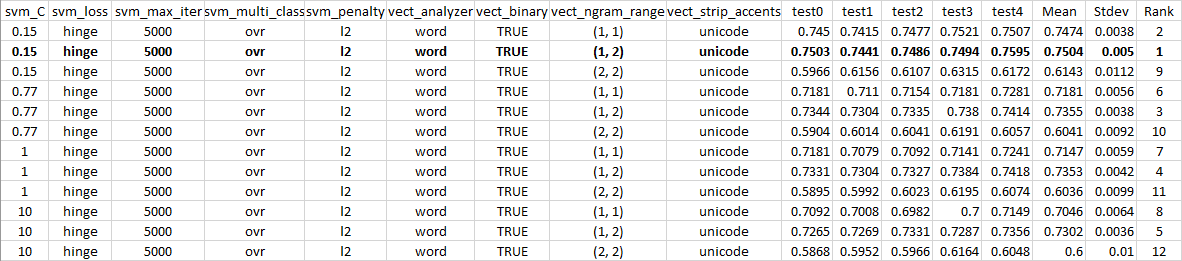 svm_C svm_loss svm_max_iter svm_multi_class svm_penalty vect_analyzer vect_binary vect_ngram_range vect_strip_accents test0 test1 test2 test3 test4 Mean Stdev Rank
0.15 hinge 5000 ovr l2 word TRUE (1, 1) unicode 0.745 0.7415 0.7477 0.7521 0.7507 0.7474 0.0038 2
0.15 hinge 5000 ovr l2 word TRUE (1, 2) unicode 0.7503 0.7441 0.7486 0.7494 0.7595 0.7504 0.005 1
0.15 hinge 5000 ovr l2 word TRUE (2, 2) unicode 0.5966 0.6156 0.6107 0.6315 0.6172 0.6143 0.0112 9
0.77 hinge 5000 ovr l2 word TRUE (1, 1) unicode 0.7181 0.711 0.7154 0.7181 0.7281 0.7181 0.0056 6
0.77 hinge 5000 ovr l2 word TRUE (1, 2) unicode 0.7344 0.7304 0.7335 0.738 0.7414 0.7355 0.0038 3
0.77 hinge 5000 ovr l2 word TRUE (2, 2) unicode 0.5904 0.6014 0.6041 0.6191 0.6057 0.6041 0.0092 10
1 hinge 5000 ovr l2 word TRUE (1, 1) unicode 0.7181 0.7079 0.7092 0.7141 0.7241 0.7147 0.0059 7
1 hinge 5000 ovr l2 word TRUE (1, 2) unicode 0.7331 0.7304 0.7327 0.7384 0.7418 0.7353 0.0042 4
1 hinge 5000 ovr l2 word TRUE (2, 2) unicode 0.5895 0.5992 0.6023 0.6195 0.6074 0.6036 0.0099 11
10 hinge 5000 ovr l2 word TRUE (1, 1) unicode 0.7092 0.7008 0.6982 0.7 0.7149 0.7046 0.0064 8
10 hinge 5000 ovr l2 word TRUE (1, 2) unicode 0.7265 0.7269 0.7331 0.7287 0.7356 0.7302 0.0036 5
10 hinge 5000 ovr l2 word TRUE (2, 2) unicode 0.5868 0.5952 0.5966 0.6164 0.6048 0.6 0.01 12